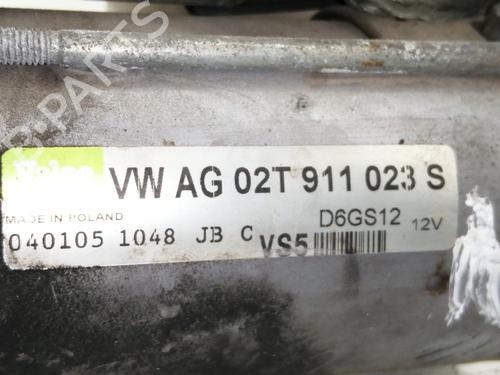 B-PARTS
Valeo
VW AG 02T 911 023 S
MADE IN POLAND
D6GS12 12V
040105 1048 JB C VS5